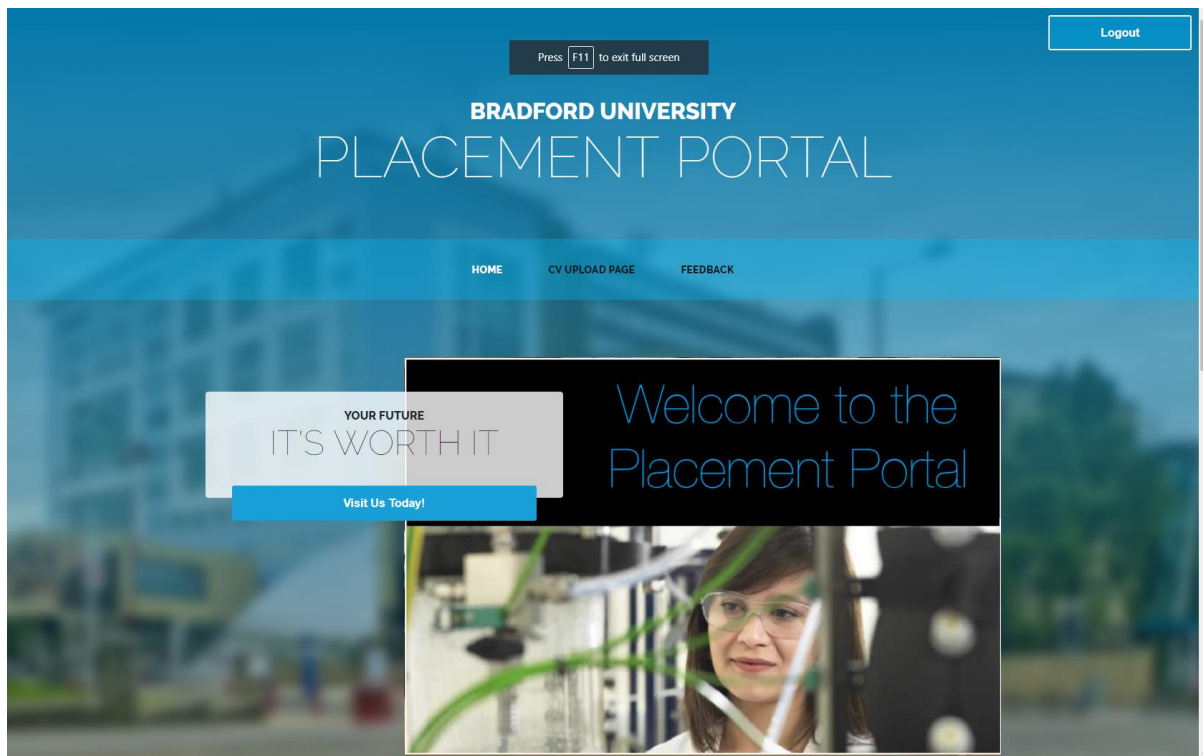 Logout
Press F11 to exit full screen
BRADFORD UNIVERSITY
PLACEMENT PORTAL
HOME CV UPLOAD PAGE FEEDBACK
YOUR FUTURE
IT'S WORTH IT
Visit Us Today!
Welcome to the
Placement Portal